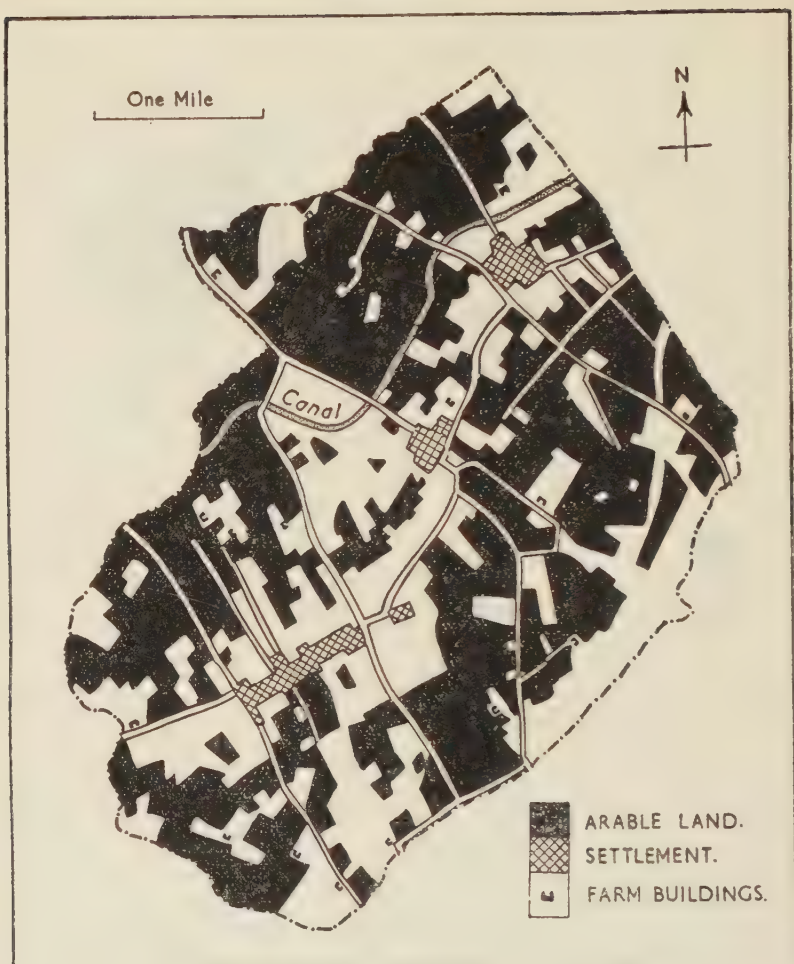 One Mile
N
Canal
ARABLE LAND.
SETTLEMENT.
FARM BUILDINGS.